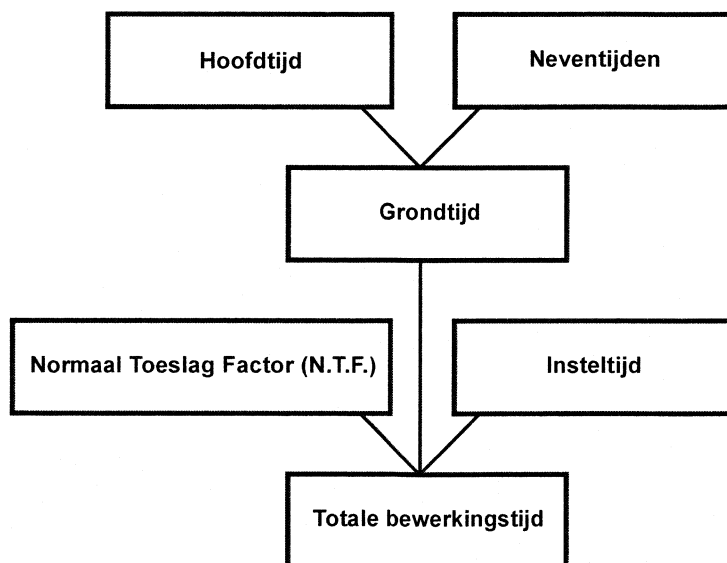 Hoofdtijd
Neventijden
Grondtijd
Normaal Toeslag Factor (N.T.F.)
Insteltijd
Totale bewerkingstijd